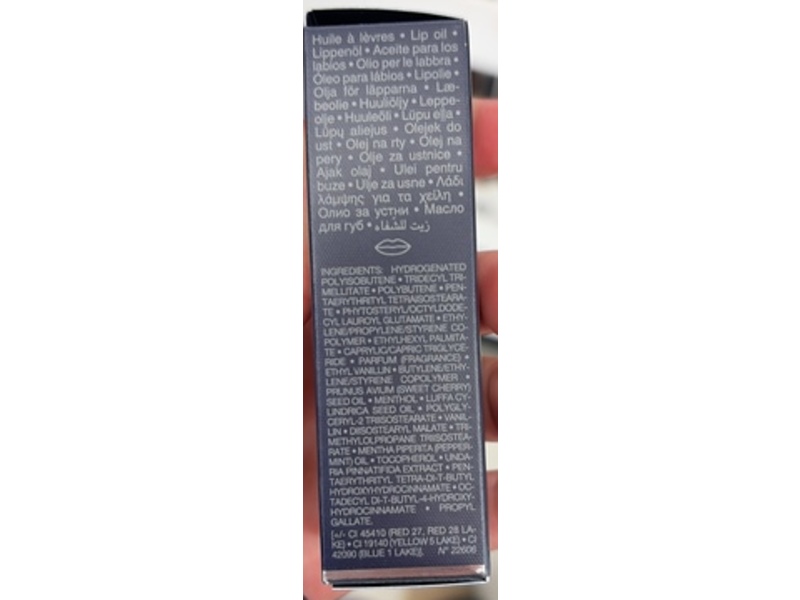 Huile à lèvres • Lip oil •
Lippenöl • Aceite para los
labios • Olio per le labbra •
Óleo para lábios • Lipolie •
Olja för läpparna • Læ-
beolie • Huuliöljy • Leppe-
olje • Huuleõli • Lūpu eļļa •
Lūpų aliejus • Olejek do
ust • Olej na rty • Olej na
pery • Olje za ustnice •
Ajak olaj • Ulei pentru
buze • Ulje za usne • Λάδι
λάμψης για τα χείλη •
Олио за устни • Масло
для губ • زيت للشفاه
INGREDIENTS: HYDROGENATED
POLYISOBUTENE • TRIDECYL TRI-
MELLITATE • POLYBUTENE • PEN-
TAERYTHRITYL TETRAISOSTEARA-
TE • PHYTOSTERYL/OCTYLDODE-
CYL LAUROYL GLUTAMATE • ETHY-
LENE/PROPYLENE/STYRENE CO-
POLYMER • ETHYLHEXYL PALMITA-
TE • CAPRYLIC/CAPRIC TRIGLYCE-
RIDE • PARFUM (FRAGRANCE) •
ETHYL VANILLIN • BUTYLENE/ETHY-
LENE/STYRENE COPOLYMER •
PRUNUS AVIUM (SWEET CHERRY)
SEED OIL • MENTHOL • LUFFA CY-
LINDRICA SEED OIL • POLYGLY-
CERYL-2 TRIISOSTEARATE • VANIL-
LIN • DIISOSTEARYL MALATE • TRI-
METHYLOLPROPANE TRIISOSTEA-
RATE • MENTHA PIPERITA (PEPPER-
MINT) OIL • TOCOPHEROL • UNDA-
RIA PINNATIFIDA EXTRACT • PEN-
TAERYTHRITYL TETRA-DI-T-BUTYL
HYDROXYHYDROCINNAMATE • OC-
TADECYL DI-T-BUTYL-4-HYDROXY-
HYDROCINNAMATE • PROPYL
GALLATE.
[+/- CI 45410 (RED 27, RED 28 LA-
KE) • CI 19140 (YELLOW 5 LAKE) • CI
42090 (BLUE 1 LAKE)]. N° 22606